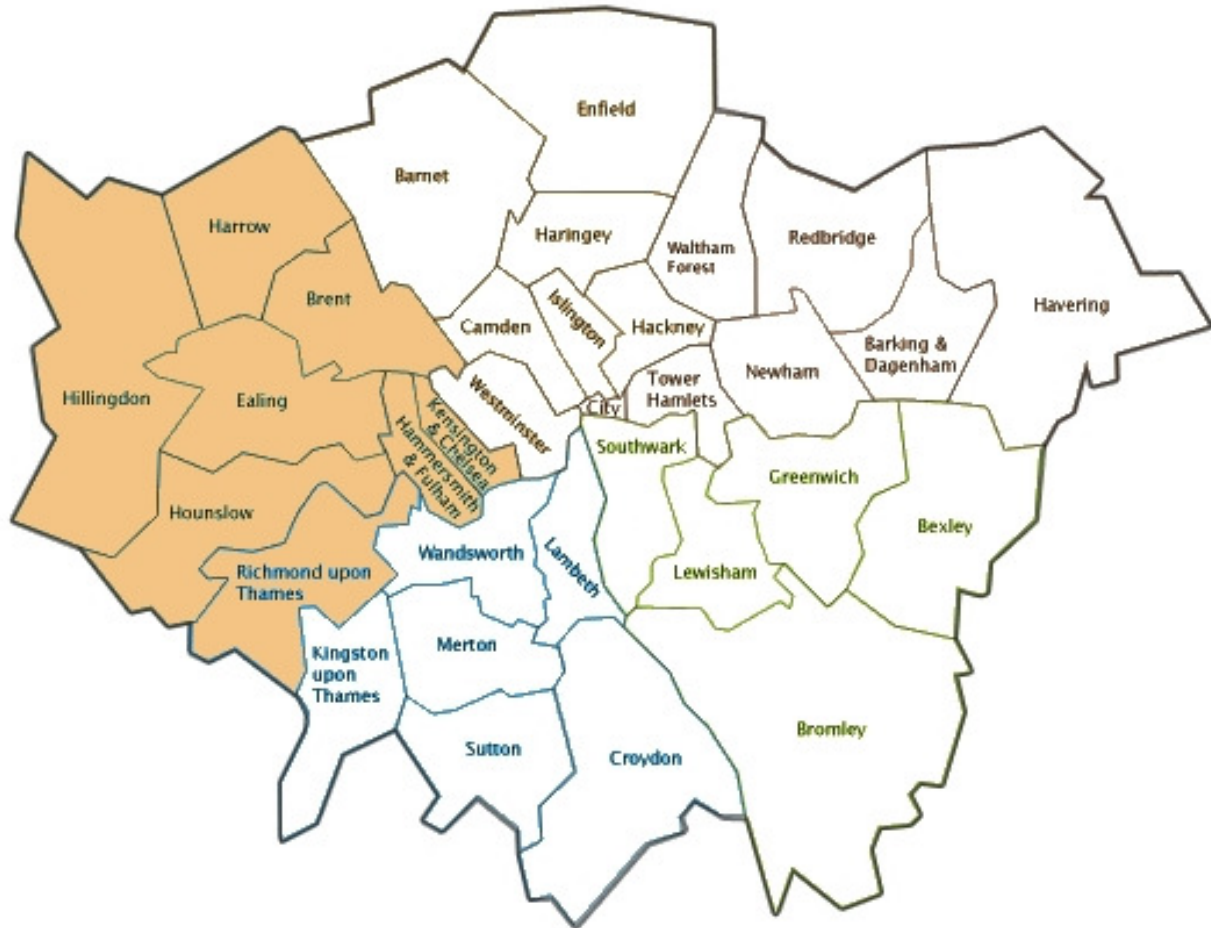 Enfield
Barnet
Harrow
Haringey
Waltham
Forest
Redbridge
Brent
Islington
Havering
Camden
Hackney
Barking &
Dagenham
Hillingdon
Ealing
Westminster
Tower
Hamlets
Newham
City
Kensington
& Chelsea
Hammersmith
& Fulham
Southwark
Greenwich
Hounslow
Bexley
Wandsworth
Lambeth
Lewisham
Richmond upon
Thames
Kingston
upon
Thames
Merton
Bromley
Sutton
Croydon